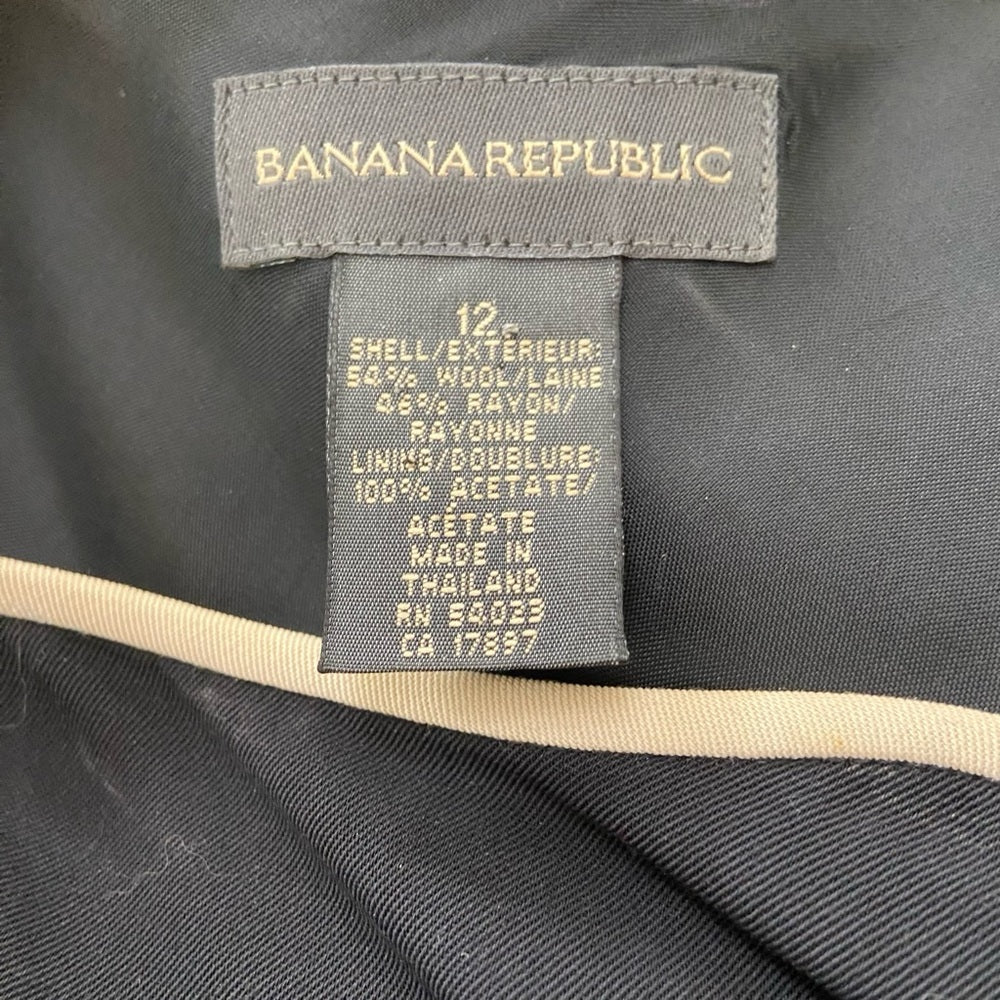 BANANA REPUBLIC
12
SHELL/EXTÉRIEUR:
54% WOOL/LAINE
46% RAYON/
RAYONNE
LINING/DOUBLURE
100% ACETATE/
ACÉTATE
MADE IN
THAILAND
RN 54023
CA 17897